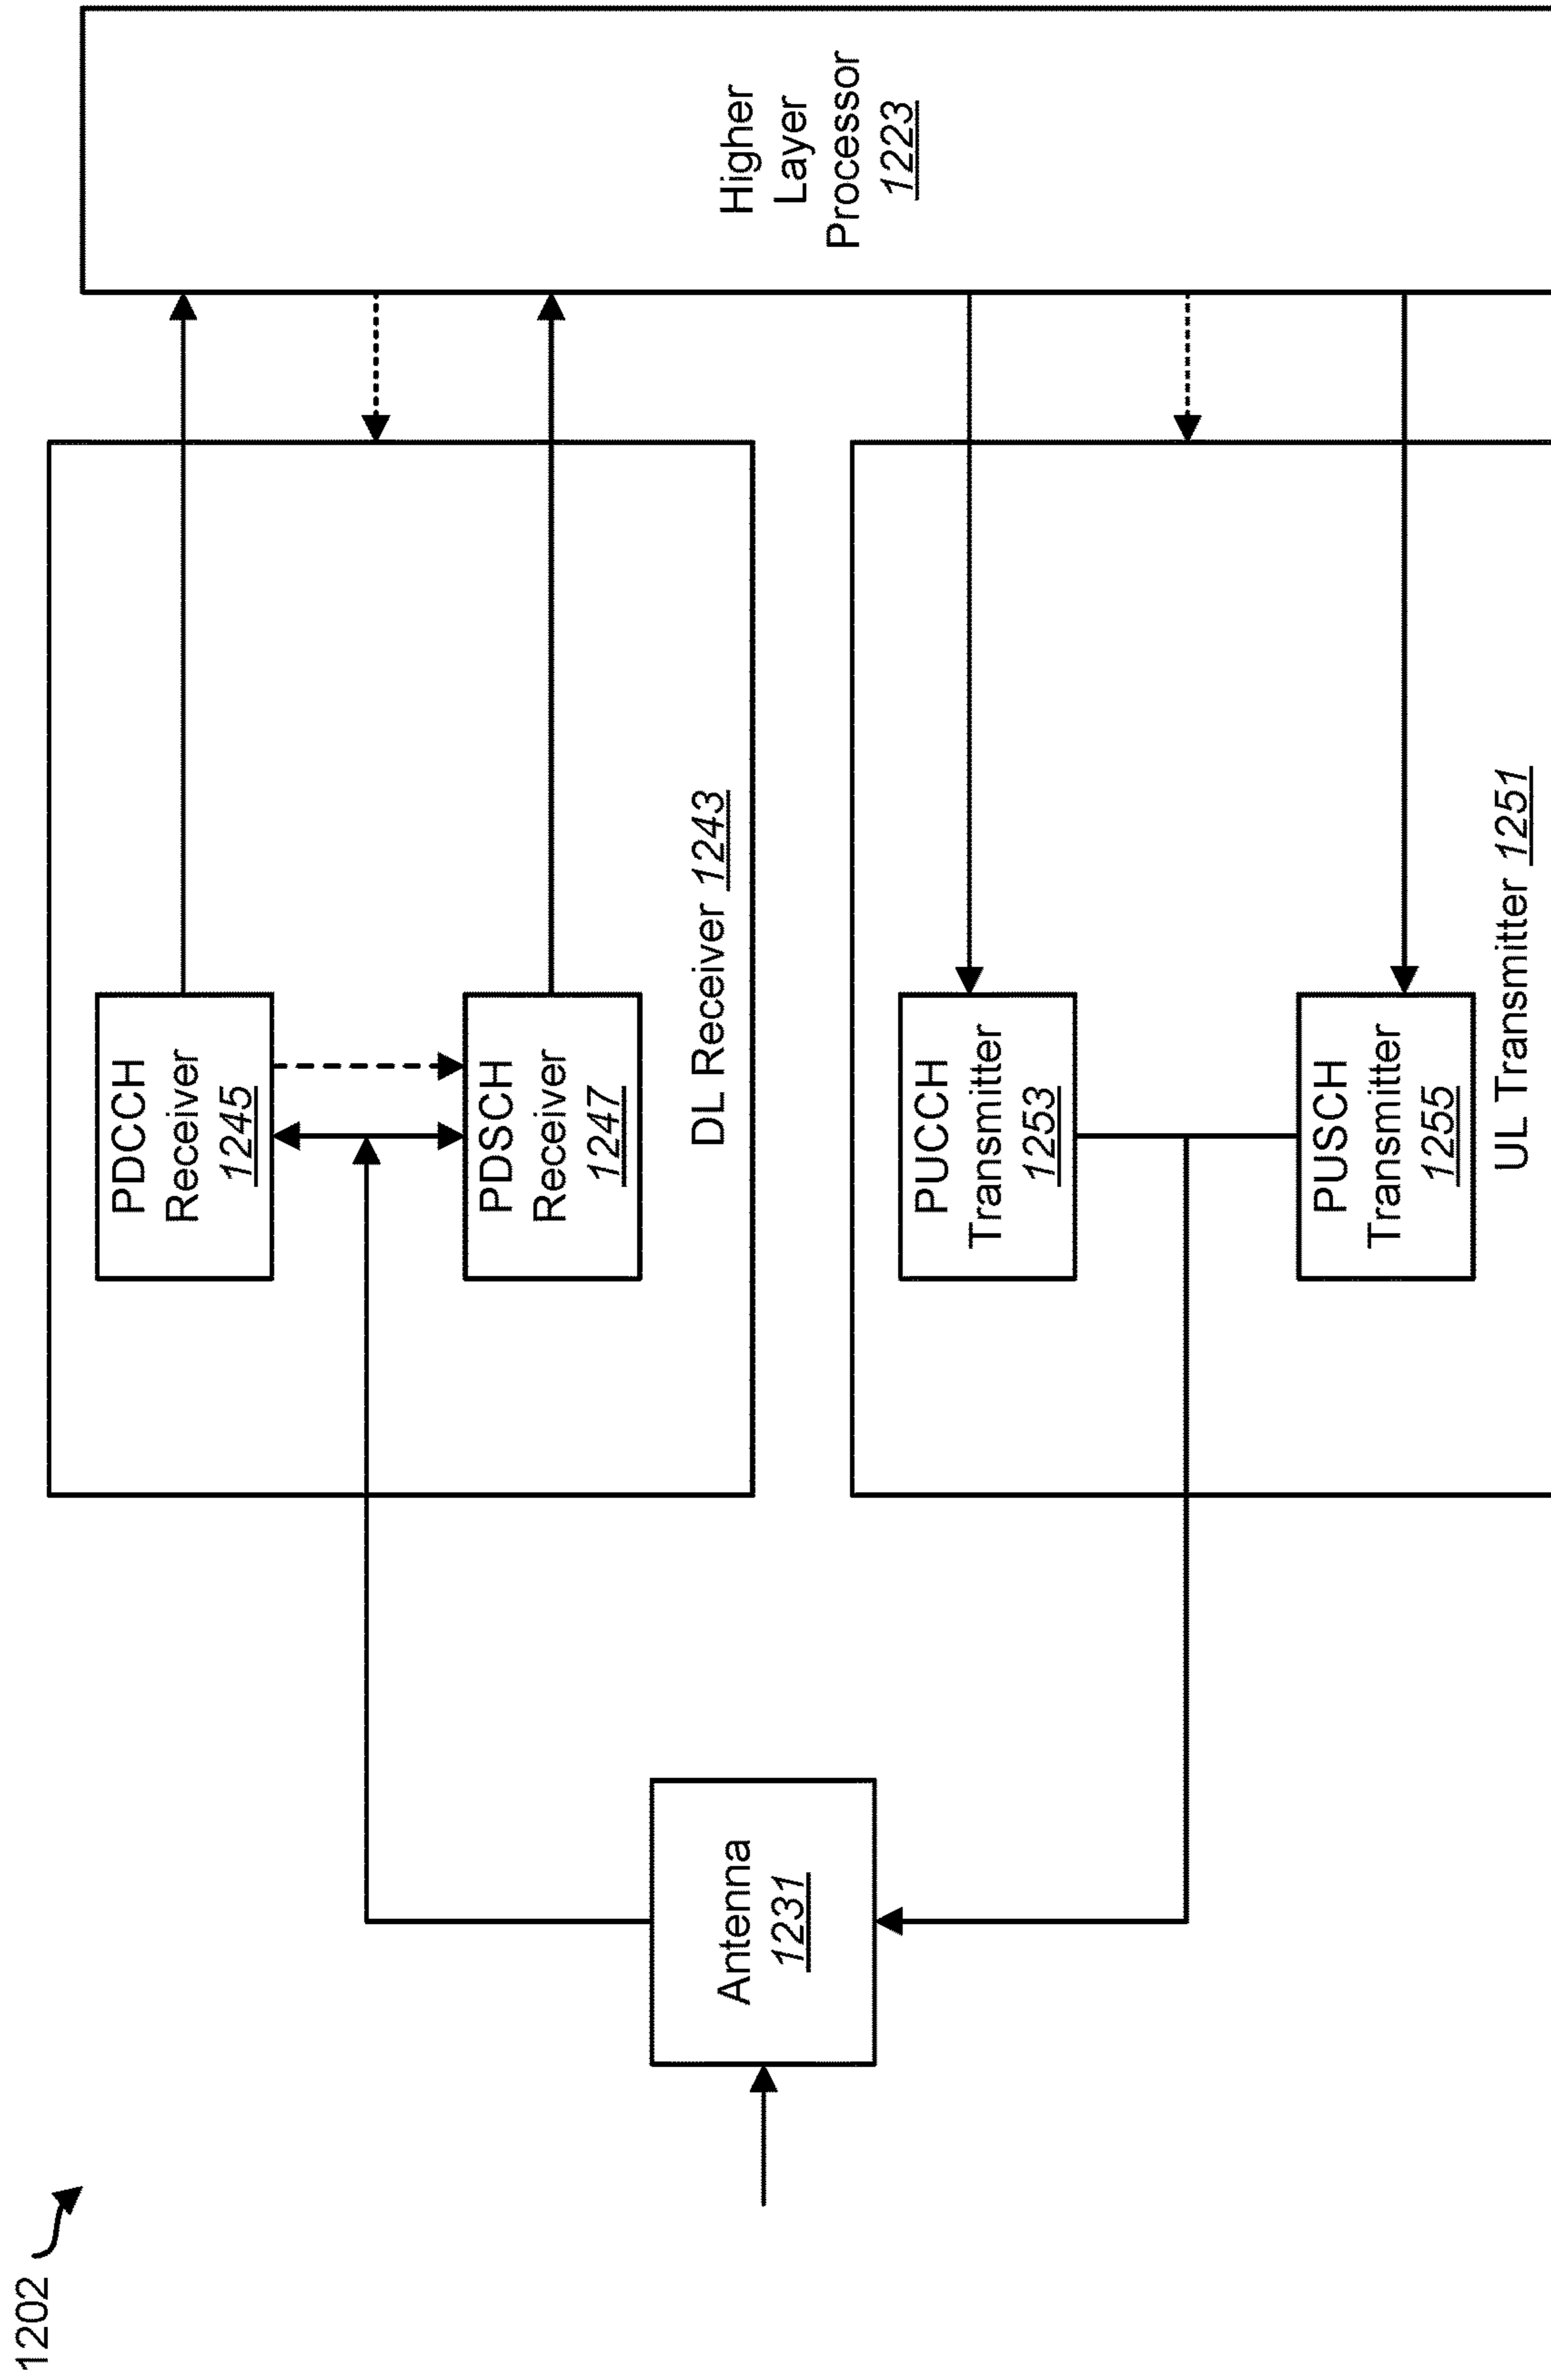 1202
Higher
Layer
Processor
1223
PDCCH
Receiver
1245
PDSCH
Receiver
1247
DL Receiver 1243
PUCCH
Transmitter
1253
PUSCH
Transmitter
1255
UL Transmitter 1251
Antenna
1231